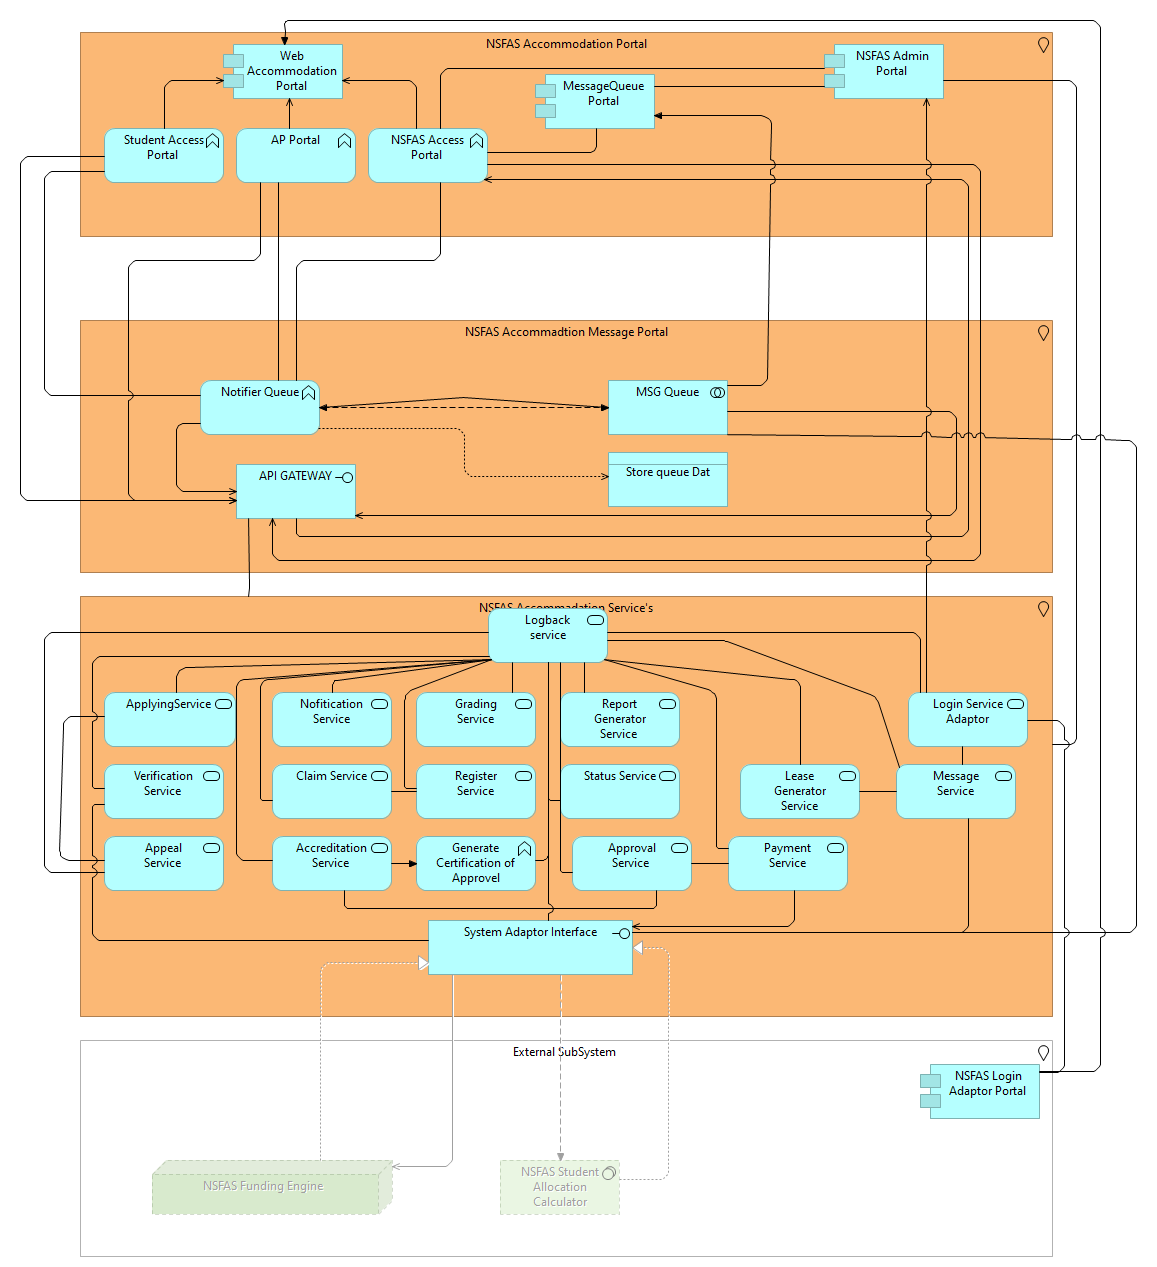 NSFAS Accommodation Portal
Web
Accommodation
Portal
MessageQueue
Portal
NSFAS Admin
Portal
Student Access
Portal
AP Portal
NSFAS Access
Portal
NSFAS Accommadtion Message Portal
Notifier Queue
MSG Queue
API GATEWAY
Store queue Dat
NSFAS Accommadation Service's
Logback
service
ApplyingService
Nofitication
Service
Grading
Service
Report
Generator
Service
Login Service
Adaptor
Verification
Service
Claim Service
Register
Service
Status Service
Lease
Generator
Service
Message
Service
Appeal
Service
Accreditation
Service
Generate
Certification of
Approvel
Approval
Service
Payment
Service
System Adaptor Interface
External SubSystem
NSFAS Login
Adaptor Portal
NSFAS Funding Engine
NSFAS Student
Allocation
Calculator